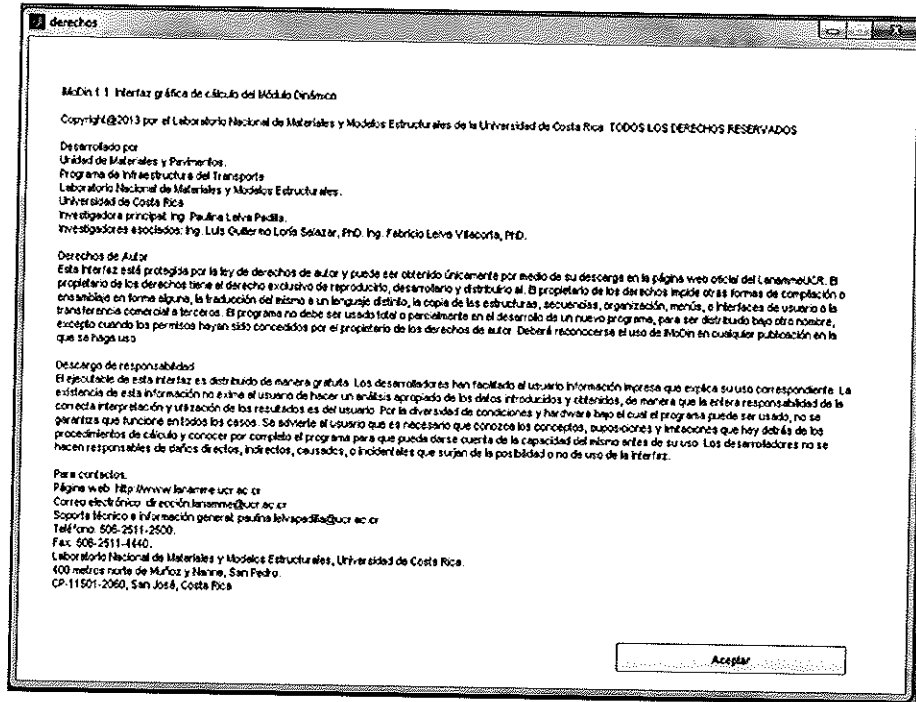 derechos
iMoDin 1.1 Interfaz gráfica de cálculo del Módulo Dinámico
Copyright@2013 por el Laboratorio Nacional de Materiales y Modelos Estructurales de la Universidad de Costa Rica. TODOS LOS DERECHOS RESERVADOS
Desarrollado por
Unidad de Materiales y Pavimentos.
Programa de Infraestructura del Transporte
Laboratorio Nacional de Materiales y Modelos Estructurales.
Universidad de Costa Rica
Investigadora principal: Ing. Paulina Leiva Padilla.
Investigadores asociados: Ing. Luis Guillermo Loría Salazar, PhD. Ing. Fabricio Leiva Villacorta, PhD.
Derechos de Autor
Esta Interfaz está protegida por la ley de derechos de autor y puede ser obtenido únicamente por medio de su descarga en la página web oficial del LanammeUCR. El
propietario de los derechos tiene el derecho exclusivo de reproducirlo, desarrollarlo y distribuirlo al. El propietario de los derechos impide otras formas de compilación o
ensamblaje en forma alguna, la traducción del mismo a un lenguaje distinto, la copia de las estructuras, secuencias, organización, menús, o interfaces de usuario o la
transferencia comercial a terceros. El programa no debe ser usado total o parcialmente en el desarrollo de un nuevo programa, para ser distribuido bajo otro nombre,
excepto cuando los permisos hayan sido concedidos por el propietario de los derechos de autor. Deberá reconocerse el uso de iMoDin en cualquier publicación en la
que se haga uso
Descargo de responsabilidad
El ejecutable de esta interfaz es distribuido de manera gratuita. Los desarrolladores han facilitado al usuario información impresa que explica su uso correspondiente. La
existencia de esta información no exime al usuario de hacer un análisis apropiado de los datos introducidos y obtenidos, de manera que la entera responsabilidad de la
correcta interpretación y utilización de los resultados es del usuario. Por la diversidad de condiciones y hardware bajo el cual el programa puede ser usado, no se
garantiza que funcione en todos los casos. Se advierte al usuario que es necesario que conozca los conceptos, suposiciones y limitaciones que hay detrás de los
procedimientos de cálculo y conocer por completo el programa para que pueda darse cuenta de la capacidad del mismo antes de su uso. Los desarrolladores no se
hacen responsables de daños directos, indirectos, causados, o incidentales que surjan de la posibilidad o no de uso de la interfaz.
Para contactos.
Página web: http://www.lanamme.ucr.ac.cr
Correo electrónico: dirección.lanamme@ucr.ac.cr
Soporte técnico e información general: paulina.leivapadilla@ucr.ac.cr
Teléfono: 506-2511-2500.
Fax: 506-2511-4440.
Laboratorio Nacional de Materiales y Modelos Estructurales, Universidad de Costa Rica.
400 metros norte de Muñoz y Nanne, San Pedro.
CP-11501-2060, San José, Costa Rica
Aceptar